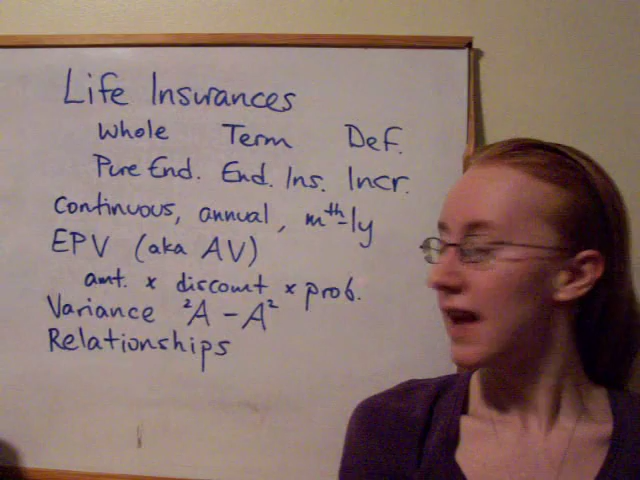 Life Insurances
Whole Term Def.
Pure End. End. Ins. Incr.
Continuous, annual, mᵗʰ-ly
EPV (aka AV)
amt. × discount × prob.
Variance ²A - A²
Relationships